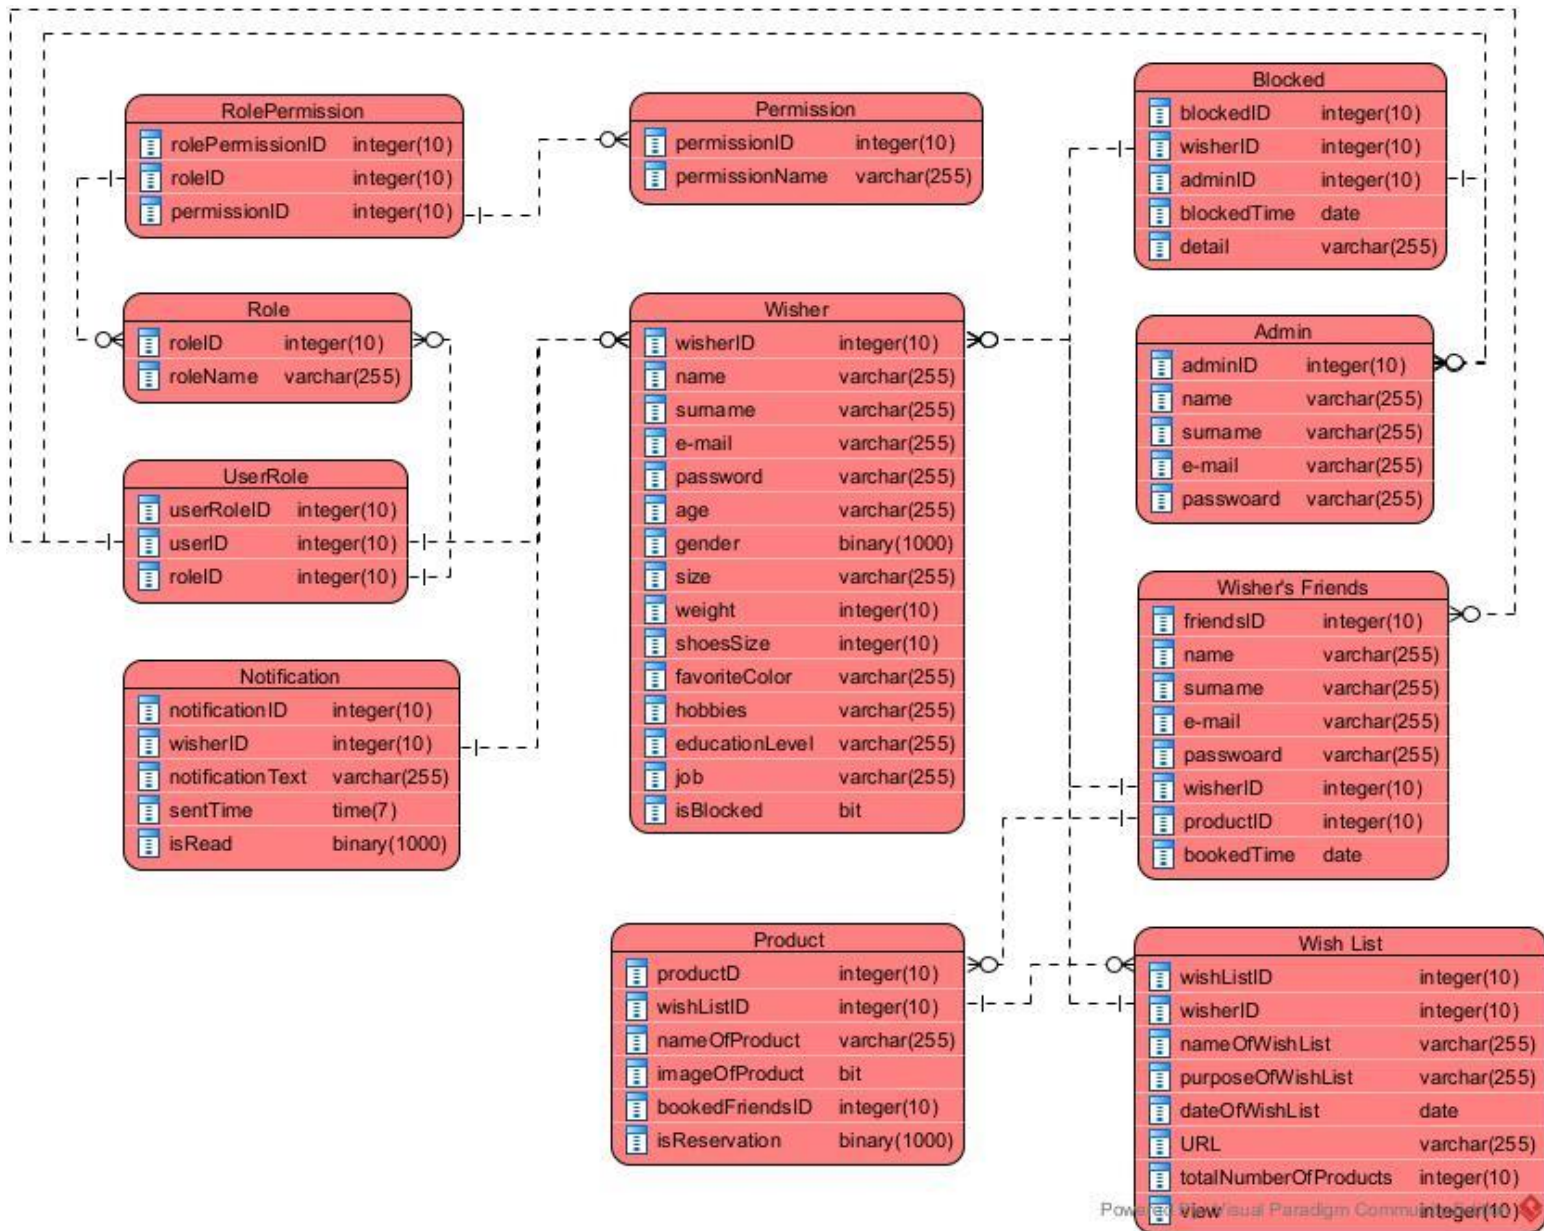 RolePermission
rolePermissionID integer(10)
roleID integer(10)
permissionID integer(10)
Permission
permissionID integer(10)
permissionName varchar(255)
Blocked
blockedID integer(10)
wisherID integer(10)
adminID integer(10)
blockedTime date
detail varchar(255)
Role
roleID integer(10)
roleName varchar(255)
Wisher
wisherID integer(10)
name varchar(255)
surname varchar(255)
e-mail varchar(255)
password varchar(255)
age varchar(255)
gender binary(1000)
size varchar(255)
weight integer(10)
shoesSize integer(10)
favoriteColor varchar(255)
hobbies varchar(255)
educationLevel varchar(255)
job varchar(255)
isBlocked bit
Admin
adminID integer(10)
name varchar(255)
surname varchar(255)
e-mail varchar(255)
passwoard varchar(255)
UserRole
userRoleID integer(10)
userID integer(10)
roleID integer(10)
Wisher's Friends
friendsID integer(10)
name varchar(255)
surname varchar(255)
e-mail varchar(255)
passwoard varchar(255)
wisherID integer(10)
productID integer(10)
bookedTime date
Notification
notificationID integer(10)
wisherID integer(10)
notificationText varchar(255)
sentTime time(7)
isRead binary(1000)
Product
productD integer(10)
wishListID integer(10)
nameOfProduct varchar(255)
imageOfProduct bit
bookedFriendsID integer(10)
isReservation binary(1000)
Wish List
wishListID integer(10)
wisherID integer(10)
nameOfWishList varchar(255)
purposeOfWishList varchar(255)
dateOfWishList date
URL varchar(255)
totalNumberOfProducts integer(10)
view integer(10)
Visual Paradigm